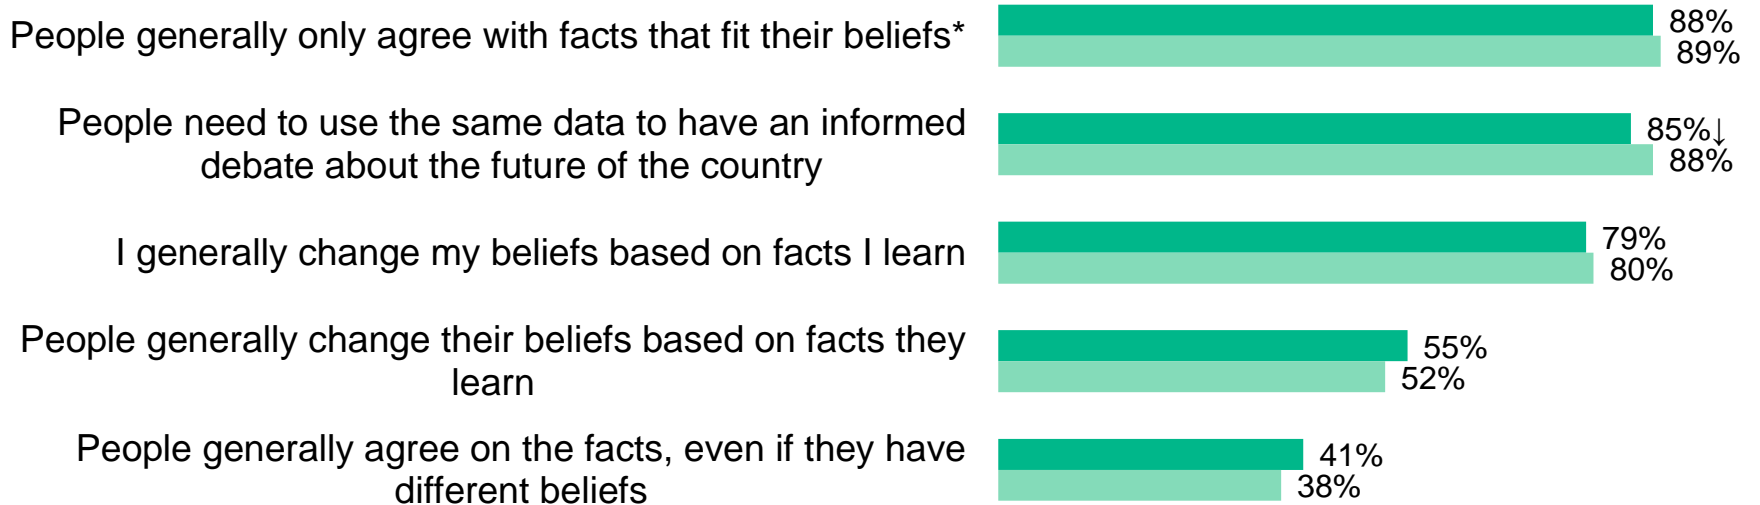 People generally only agree with facts that fit their beliefs*
88%
89%
People need to use the same data to have an informed
debate about the future of the country
85%↓
88%
I generally change my beliefs based on facts I learn
79%
80%
People generally change their beliefs based on facts they
learn
55%
52%
People generally agree on the facts, even if they have
different beliefs
41%
38%